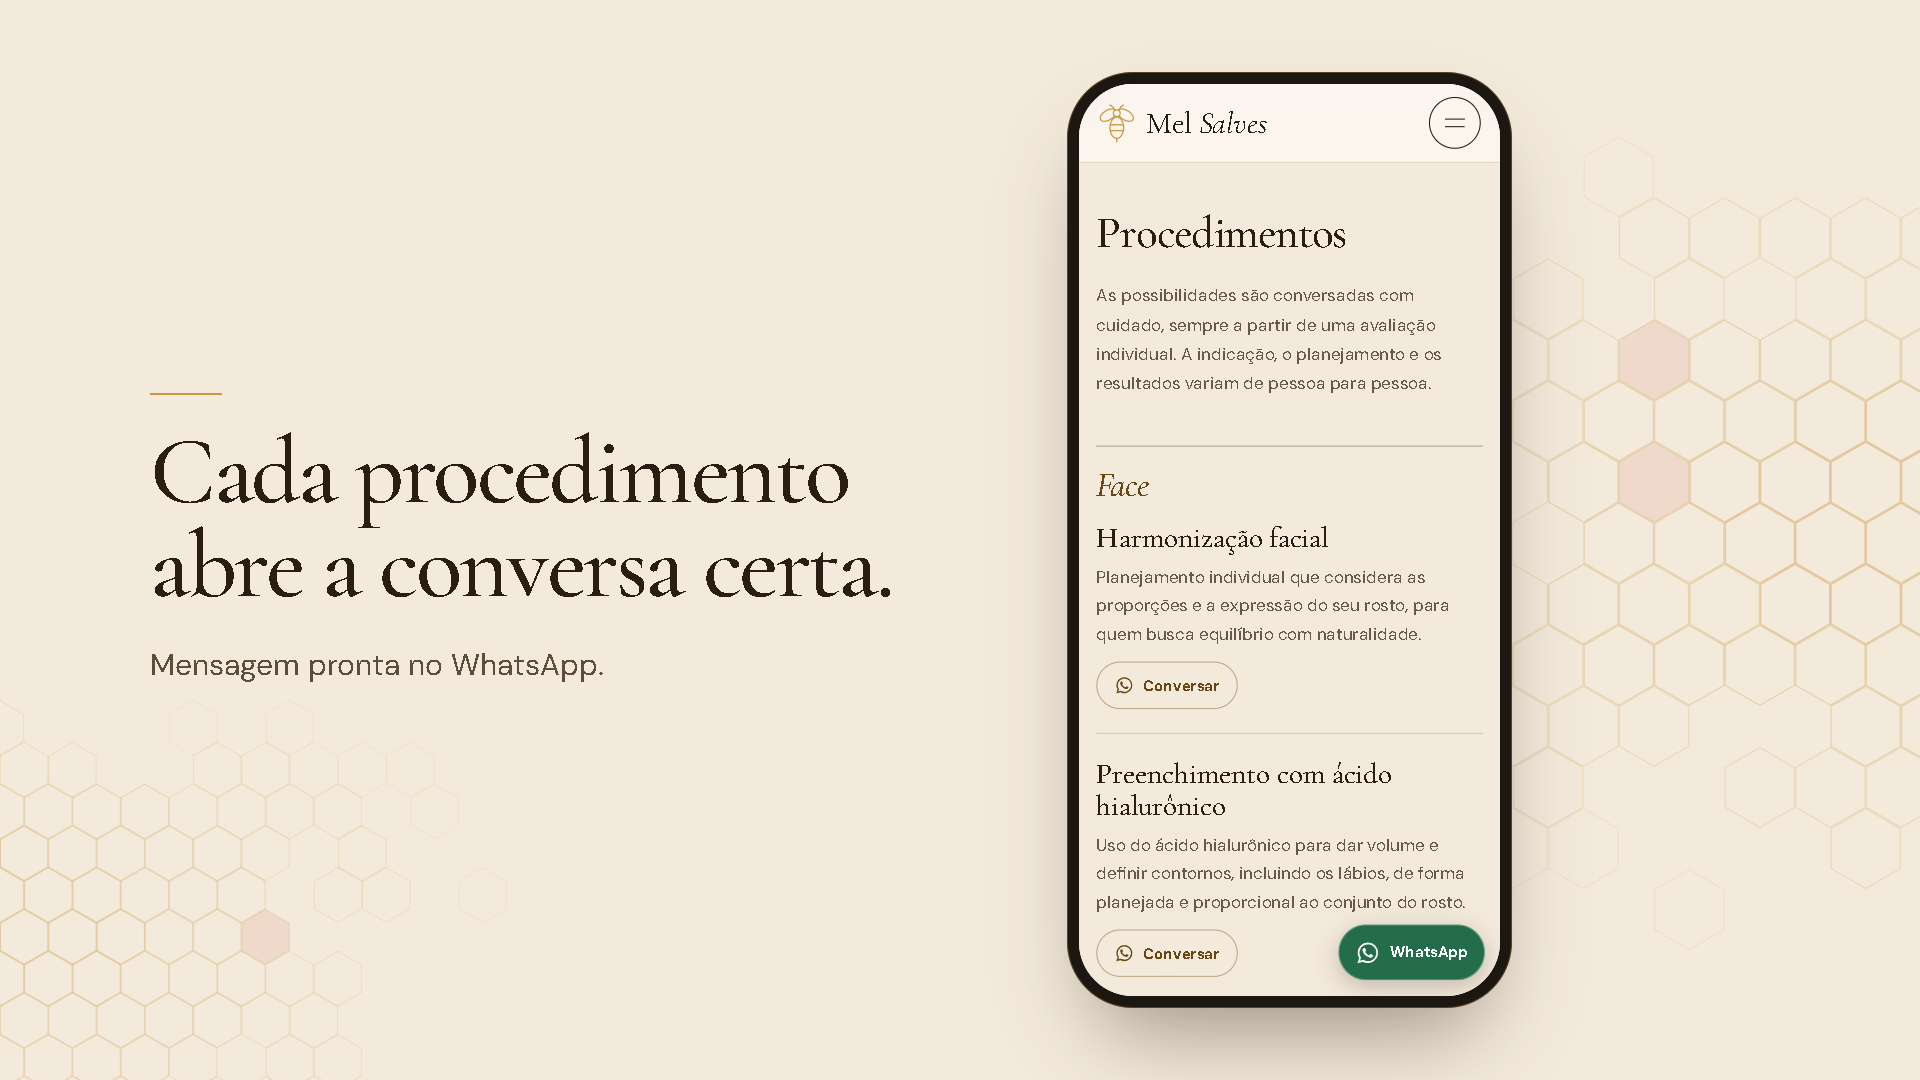 Cada procedimento
abre a conversa certa.
Mensagem pronta no WhatsApp.
Mel Salves
Procedimentos
As possibilidades são conversadas com
cuidado, sempre a partir de uma avaliação
individual. A indicação, o planejamento e os
resultados variam de pessoa para pessoa.
Face
Harmonização facial
Planejamento individual que considera as
proporções e a expressão do seu rosto, para
quem busca equilíbrio com naturalidade.
Conversar
Preenchimento com ácido
hialurônico
Uso do ácido hialurônico para dar volume e
definir contornos, incluindo os lábios, de forma
planejada e proporcional ao conjunto do rosto.
Conversar
WhatsApp